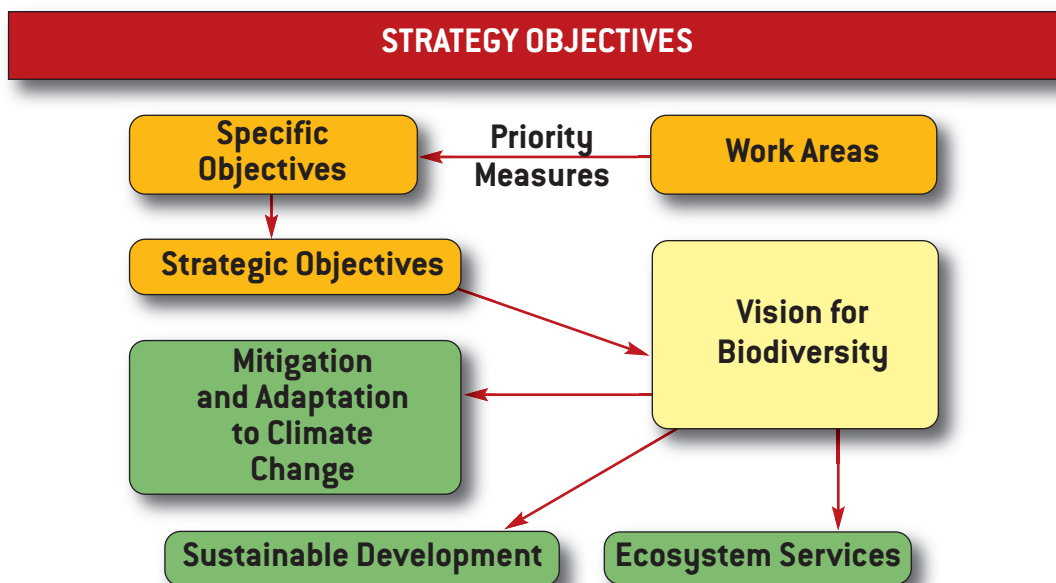 STRATEGY OBJECTIVES
Specific
Objectives
Priority
Measures
Work Areas
Strategic Objectives
Vision for
Biodiversity
Mitigation
and Adaptation
to Climate
Change
Sustainable Development
Ecosystem Services